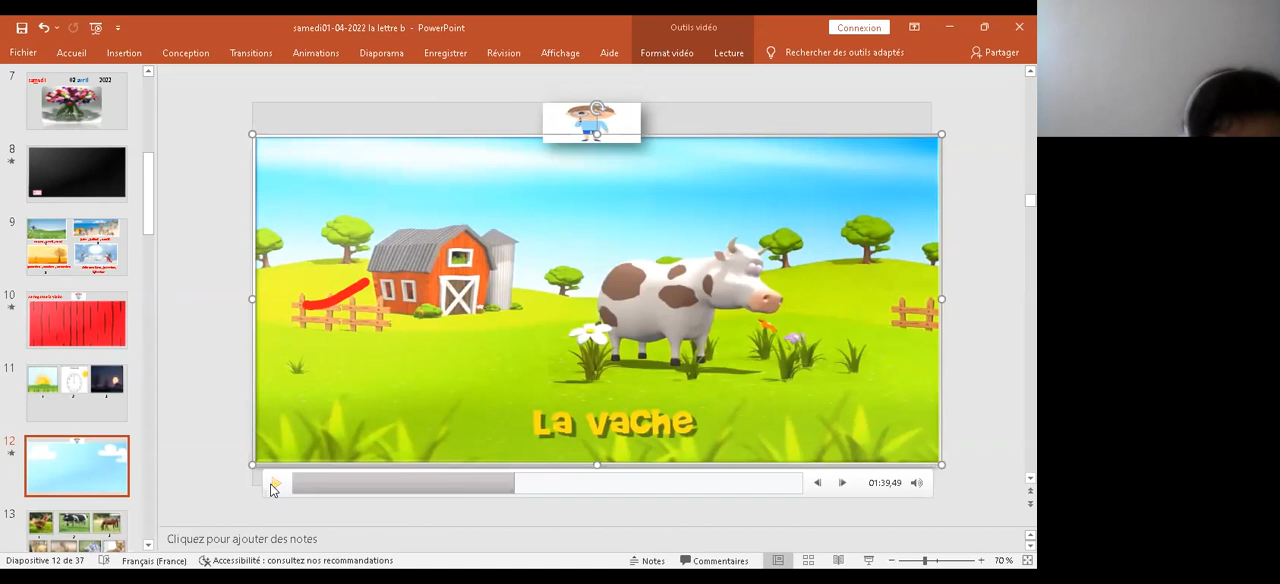 samedi01-04-2022 la lettre b - PowerPoint
Outils vidéo
Connexion
Fichier Accueil Insertion Conception Transitions Animations Diaporama Enregistrer Révision Affichage Aide Format vidéo Lecture Rechercher des outils adaptés Partager
7
samedi avril 2022
8
9
10
11
12
13
La vache
01:39,49
Cliquez pour ajouter des notes
Diapositive 12 de 37 Français (France) Accessibilité : consultez nos recommandations Notes Commentaires 70 %